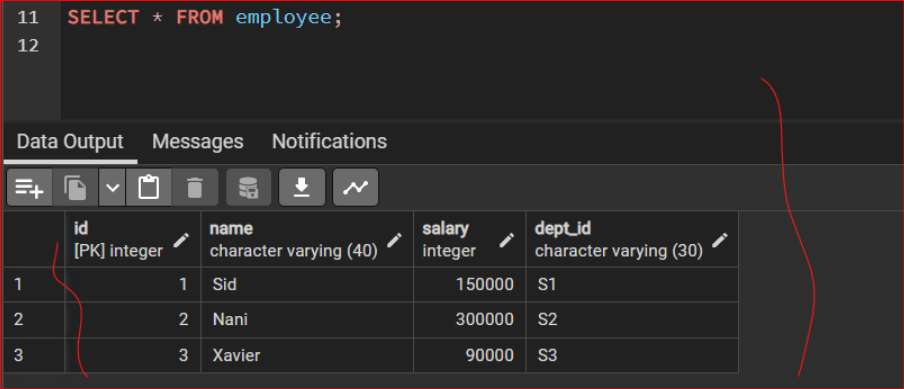 11 SELECT * FROM employee;
12
Data Output Messages Notifications
id name salary dept_id
[PK] integer character varying (40) integer character varying (30)
1 1 Sid 150000 S1
2 2 Nani 300000 S2
3 3 Xavier 90000 S3